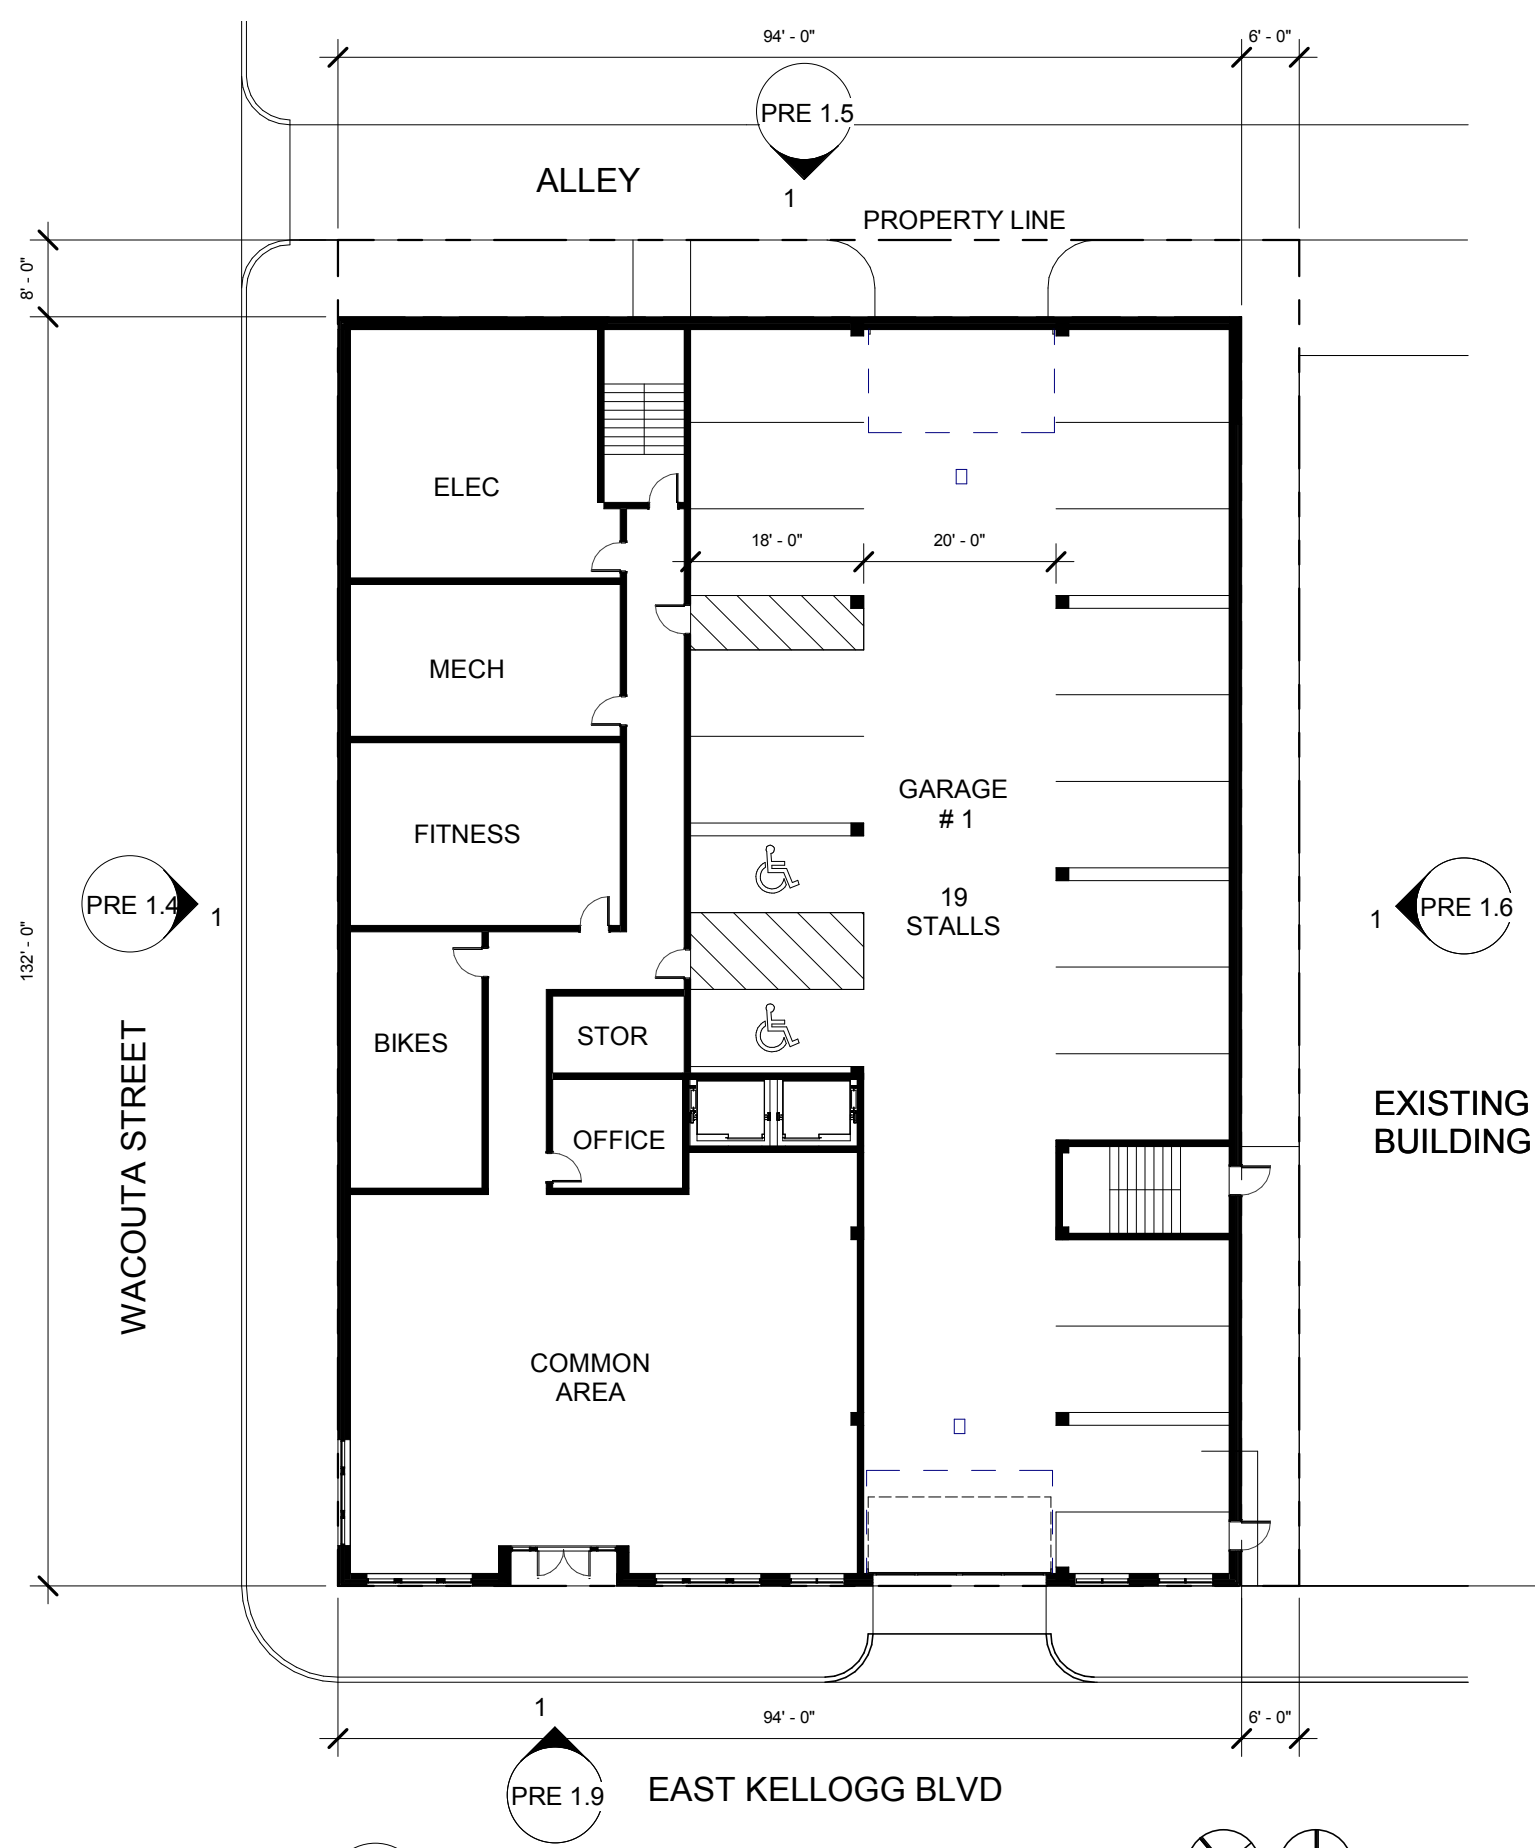 94' - 0"
6' - 0"
PRE 1.5
1
ALLEY
PROPERTY LINE
8' - 0"
ELEC
18' - 0"
20' - 0"
MECH
GARAGE
# 1
FITNESS
19
STALLS
PRE 1.4
1
1
PRE 1.6
132' - 0"
BIKES
STOR
OFFICE
WACOUTA STREET
EXISTING
BUILDING
COMMON
AREA
1
94' - 0"
6' - 0"
PRE 1.9
EAST KELLOGG BLVD